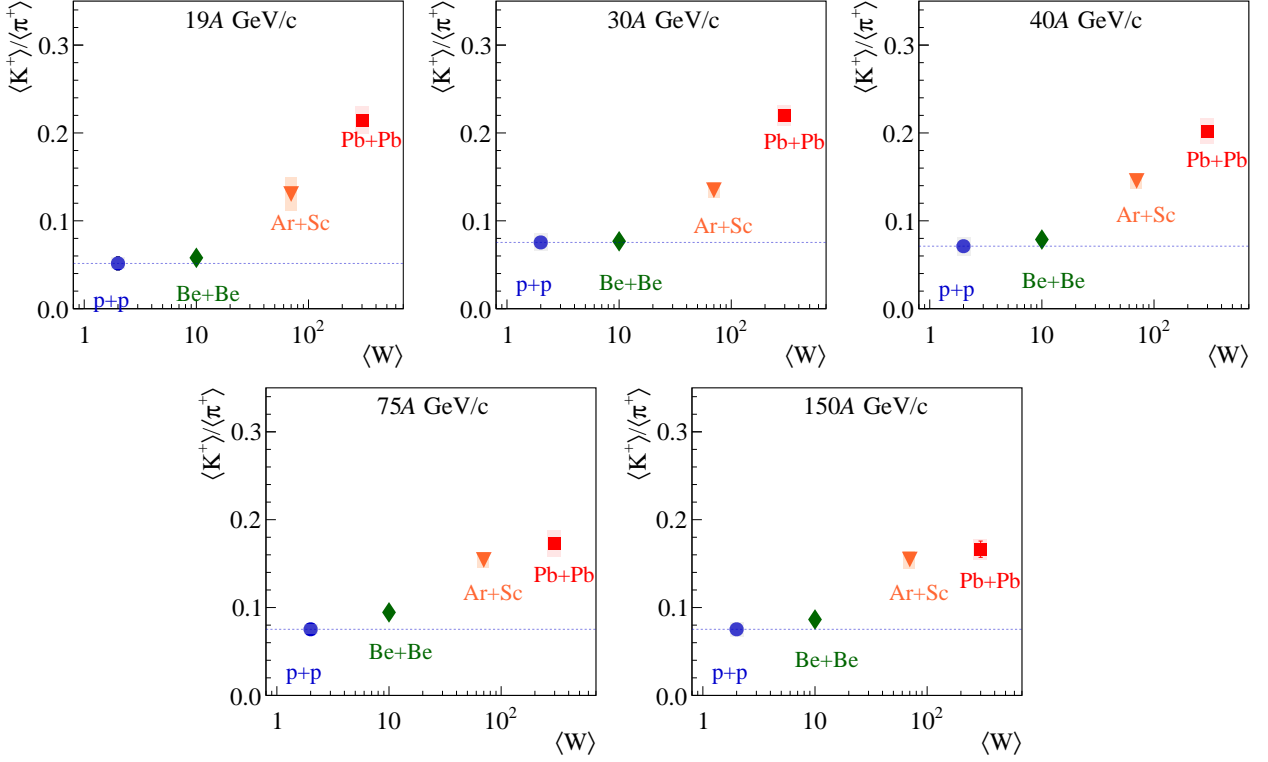 19A GeV/c
⟨K⁺⟩/⟨π⁺⟩
0.3
0.2
0.1
0.0
Pb+Pb
Ar+Sc
p+p
Be+Be
1
10
10²
⟨W⟩
30A GeV/c
⟨K⁺⟩/⟨π⁺⟩
0.3
0.2
0.1
0.0
Pb+Pb
Ar+Sc
p+p
Be+Be
1
10
10²
⟨W⟩
40A GeV/c
⟨K⁺⟩/⟨π⁺⟩
0.3
0.2
0.1
0.0
Pb+Pb
Ar+Sc
p+p
Be+Be
1
10
10²
⟨W⟩
75A GeV/c
⟨K⁺⟩/⟨π⁺⟩
0.3
0.2
0.1
0.0
Pb+Pb
Ar+Sc
Be+Be
p+p
1
10
10²
⟨W⟩
150A GeV/c
⟨K⁺⟩/⟨π⁺⟩
0.3
0.2
0.1
0.0
Pb+Pb
Ar+Sc
Be+Be
p+p
1
10
10²
⟨W⟩